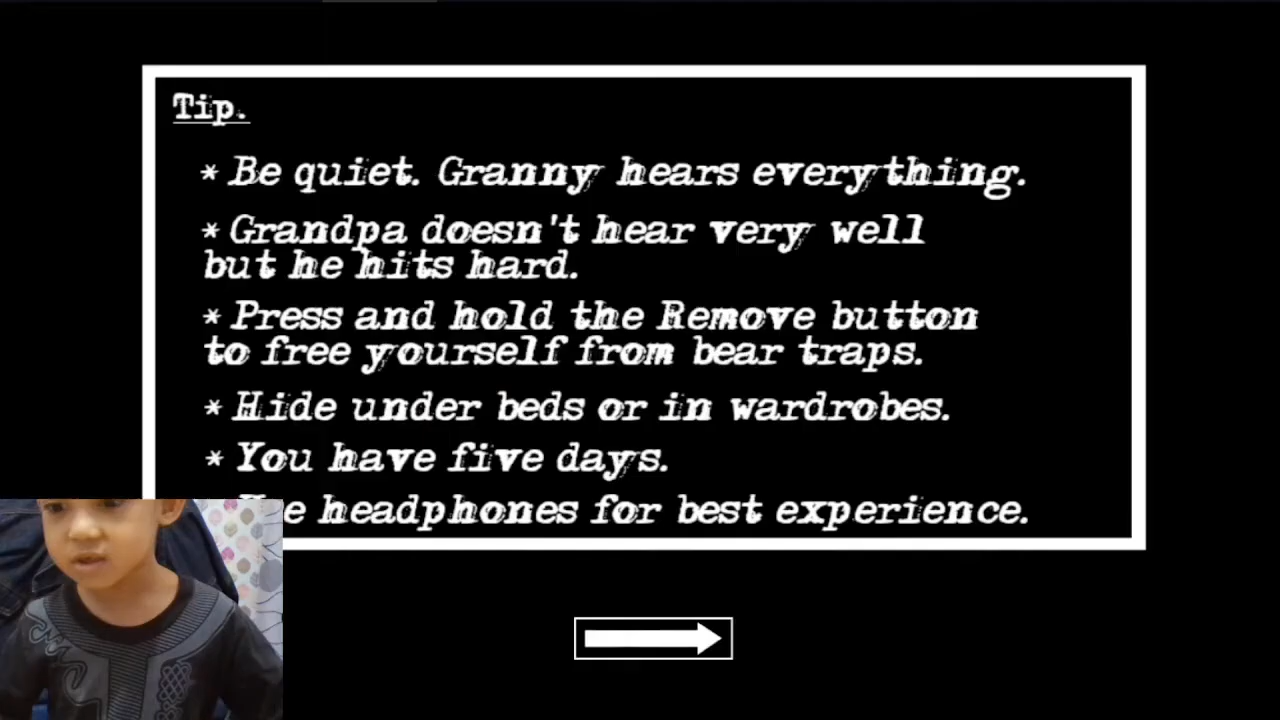 Tip.
* Be quiet. Granny hears everything.
* Grandpa doesn't hear very well
but he hits hard.
* Press and hold the Remove button
to free yourself from bear traps.
* Hide under beds or in wardrobes.
* You have five days.
headphones for best experience.